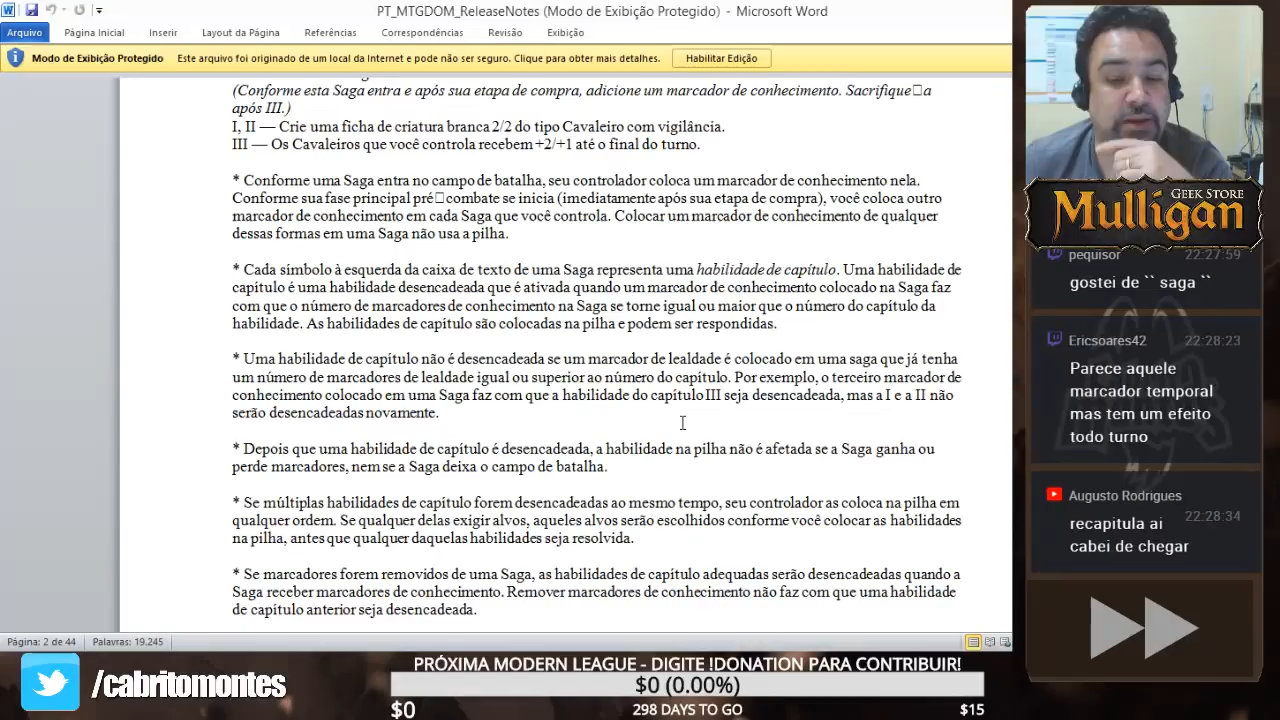 PT_MTGDOM_ReleaseNotes (Modo de Exibição Protegido) - Microsoft Word
Arquivo
Página Inicial
Inserir
Layout da Página
Referências
Correspondências
Revisão
Exibição
Modo de Exibição Protegido
Este arquivo foi originado de um local da Internet e pode não ser seguro. Clique para obter mais detalhes.
Habilitar Edição
(Conforme esta Saga entra e após sua etapa de compra, adicione um marcador de conhecimento. Sacrifique□a
após III.)
I, II — Crie uma ficha de criatura branca 2/2 do tipo Cavaleiro com vigilância.
III — Os Cavaleiros que você controla recebem +2/+1 até o final do turno.
* Conforme uma Saga entra no campo de batalha, seu controlador coloca um marcador de conhecimento nela.
Conforme sua fase principal pré□combate se inicia (imediatamente após sua etapa de compra), você coloca outro
marcador de conhecimento em cada Saga que você controla. Colocar um marcador de conhecimento de qualquer
dessas formas em uma Saga não usa a pilha.
* Cada símbolo à esquerda da caixa de texto de uma Saga representa uma habilidade de capítulo. Uma habilidade de
capítulo é uma habilidade desencadeada que é ativada quando um marcador de conhecimento colocado na Saga faz
com que o número de marcadores de conhecimento na Saga se torne igual ou maior que o número do capítulo da
habilidade. As habilidades de capítulo são colocadas na pilha e podem ser respondidas.
* Uma habilidade de capítulo não é desencadeada se um marcador de lealdade é colocado em uma saga que já tenha
um número de marcadores de lealdade igual ou superior ao número do capítulo. Por exemplo, o terceiro marcador de
conhecimento colocado em uma Saga faz com que a habilidade do capítulo III seja desencadeada, mas a I e a II não
serão desencadeadas novamente.
* Depois que uma habilidade de capítulo é desencadeada, a habilidade na pilha não é afetada se a Saga ganha ou
perde marcadores, nem se a Saga deixa o campo de batalha.
* Se múltiplas habilidades de capítulo forem desencadeadas ao mesmo tempo, seu controlador as coloca na pilha em
qualquer ordem. Se qualquer delas exigir alvos, aqueles alvos serão escolhidos conforme você colocar as habilidades
na pilha, antes que qualquer daquelas habilidades seja resolvida.
* Se marcadores forem removidos de uma Saga, as habilidades de capítulo adequadas serão desencadeadas quando a
Saga receber marcadores de conhecimento. Remover marcadores de conhecimento não faz com que uma habilidade
de capítulo anterior seja desencadeada.
Página: 2 de 44
Palavras: 19.245
GEEK STORE
Mulligan
pequisor
22:27:59
gostei de `` saga ``
Ericsoares42
22:28:23
Parece aquele
marcador temporal
mas tem um efeito
todo turno
Augusto Rodrigues
22:28:34
recapitula ai
cabei de chegar
/cabritomontes
PRÓXIMA MODERN LEAGUE - DIGITE !DONATION PARA CONTRIBUIR!
$0 (0.00%)
$0
298 DAYS TO GO
$15